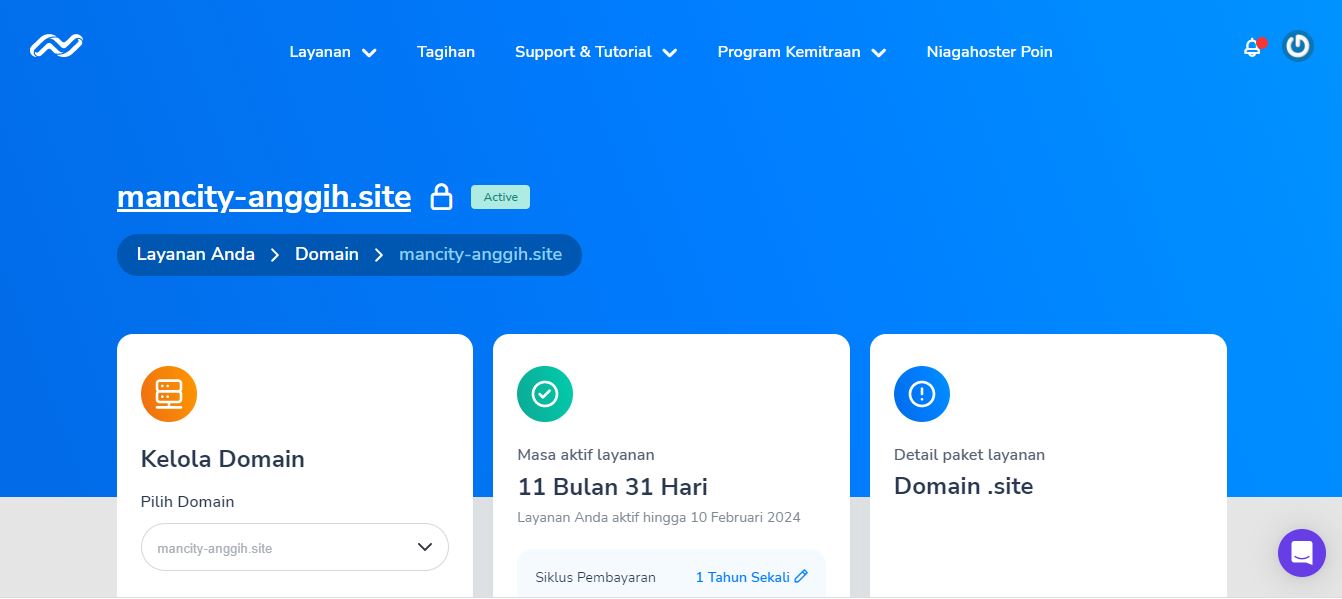 Layanan
Tagihan
Support & Tutorial
Program Kemitraan
Niagahoster Poin
mancity-anggih.site
Active
Layanan Anda
Domain
mancity-anggih.site
Kelola Domain
Pilih Domain
mancity-anggih.site
Masa aktif layanan
11 Bulan 31 Hari
Layanan Anda aktif hingga 10 Februari 2024
Siklus Pembayaran
1 Tahun Sekali
Detail paket layanan
Domain .site